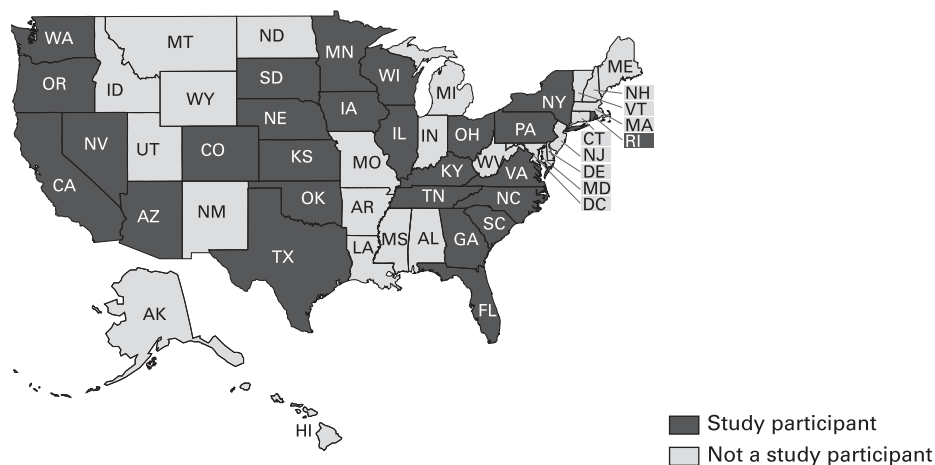 WA
MT
ND
MN
ME
OR
ID
SD
WI
MI
NY
NH
VT
MA
RI
WY
NE
IA
PA
CT
NJ
DE
MD
DC
NV
UT
CO
KS
MO
IL
IN
OH
WV
VA
KY
CA
AZ
NM
OK
AR
TN
NC
SC
TX
LA
MS
AL
GA
FL
AK
HI
Study participant
Not a study participant